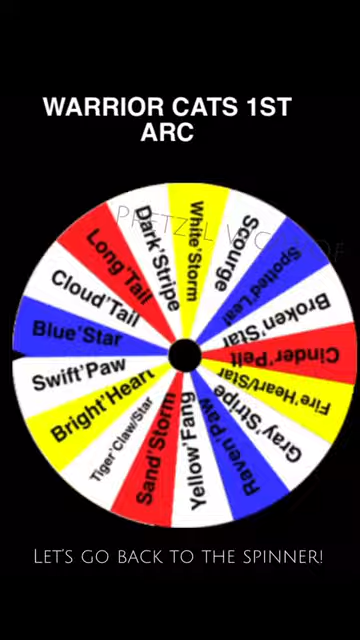 WARRIOR CATS 1ST
ARC
White'Storm
Scourge
Spotted'Leaf
Broken'Star
Cinder'Pelt
Fire'Heart/Star
Gray'Stripe
Raven'Paw
Yellow'Fang
Sand'Storm
Tiger'Claw/Star
Bright'Heart
Swift'Paw
Blue'Star
Cloud'Tail
Long'Tail
Dark'Stripe
PRETZEL
LET'S GO BACK TO THE SPINNER!